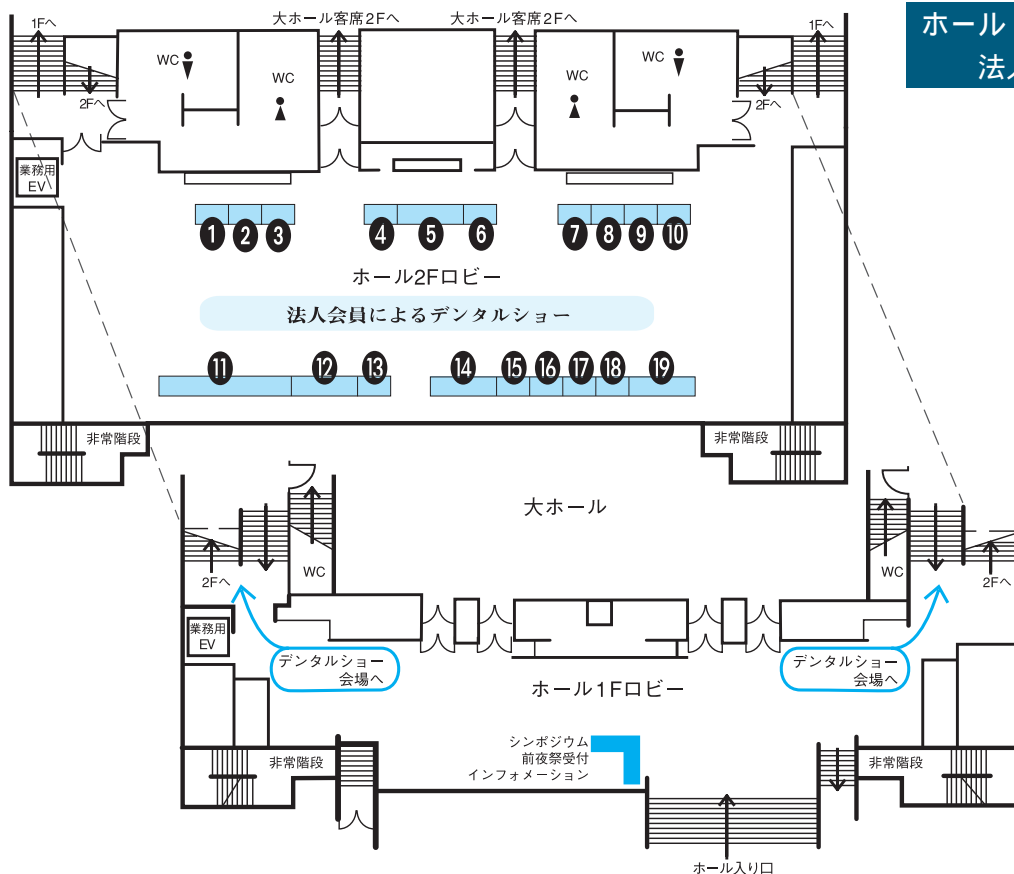 ホール
法人
1Fへ
大ホール客席2Fへ
大ホール客席2Fへ
1Fへ
WC
WC
WC
WC
2Fへ
2Fへ
業務用
EV
1
2
3
4
5
6
7
8
9
10
ホール2Fロビー
法人会員によるデンタルショー
11
12
13
14
15
16
17
18
19
非常階段
非常階段
大ホール
2Fへ
WC
WC
2Fへ
業務用
EV
デンタルショー
会場へ
デンタルショー
会場へ
ホール1Fロビー
シンポジウム
前夜祭受付
インフォメーション
非常階段
非常階段
ホール入り口